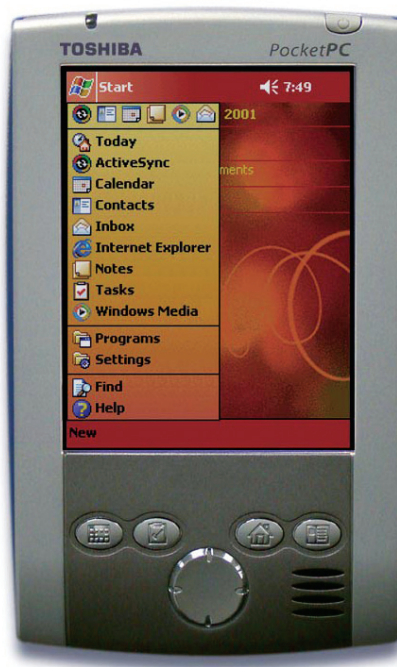 TOSHIBA PocketPC
Start 7:49
2001
Today
ments
ActiveSync
Calendar
Contacts
Inbox
Internet Explorer
Notes
Tasks
Windows Media
Programs
Settings
Find
Help
New